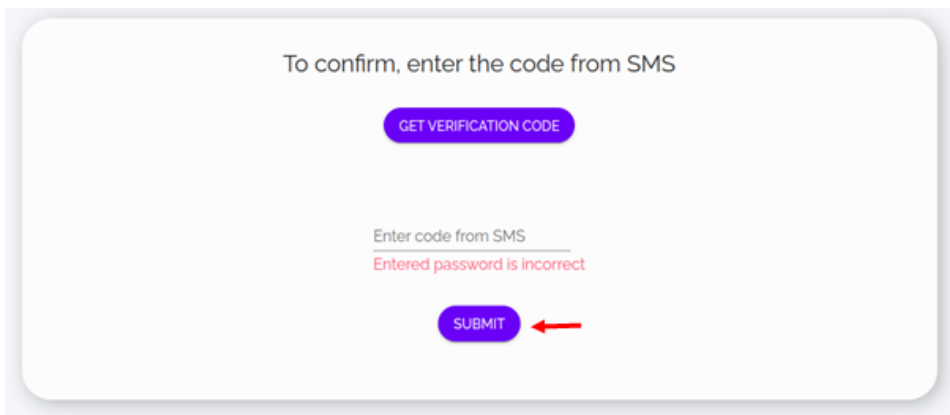 To confirm, enter the code from SMS
GET VERIFICATION CODE
Enter code from SMS
Entered password is incorrect
SUBMIT